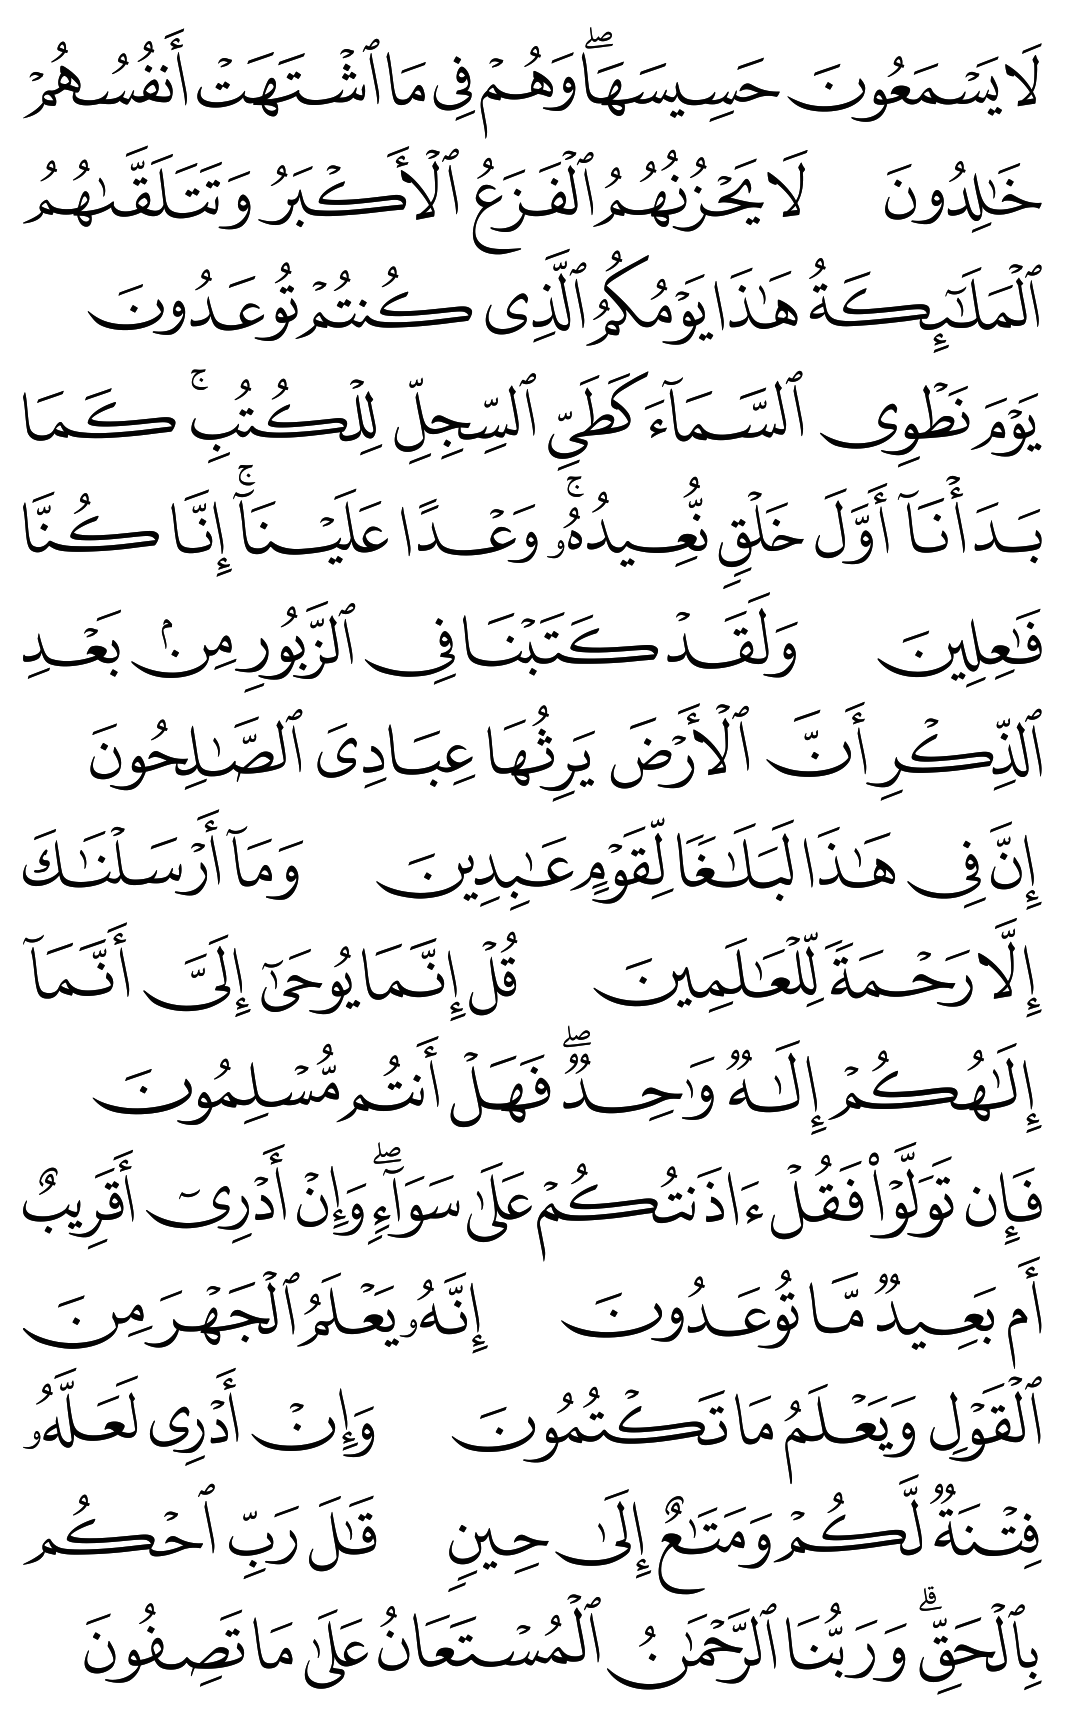 لَا يَسۡمَعُونَ حَسِيسَهَاۖ وَهُمۡ فِي مَا ٱشۡتَهَتۡ أَنفُسُهُمۡ
خَٰلِدُونَ لَا يَحۡزُنُهُمُ ٱلۡفَزَعُ ٱلۡأَكۡبَرُ وَتَتَلَقَّىٰهُمُ
ٱلۡمَلَٰٓئِكَةُ هَٰذَا يَوۡمُكُمُ ٱلَّذِي كُنتُمۡ تُوعَدُونَ
يَوۡمَ نَطۡوِي ٱلسَّمَآءَ كَطَيِّ ٱلسِّجِلِّ لِلۡكُتُبِۚ كَمَا
بَدَأۡنَآ أَوَّلَ خَلۡقٖ نُّعِيدُهُۥۚ وَعۡدًا عَلَيۡنَآۚ إِنَّا كُنَّا
فَٰعِلِينَ وَلَقَدۡ كَتَبۡنَا فِي ٱلزَّبُورِ مِنۢ بَعۡدِ
ٱلذِّكۡرِ أَنَّ ٱلۡأَرۡضَ يَرِثُهَا عِبَادِيَ ٱلصَّٰلِحُونَ
إِنَّ فِي هَٰذَا لَبَلَٰغٗا لِّقَوۡمٍ عَٰبِدِينَ وَمَآ أَرۡسَلۡنَٰكَ
إِلَّا رَحۡمَةٗ لِّلۡعَٰلَمِينَ قُلۡ إِنَّمَا يُوحَىٰٓ إِلَيَّ أَنَّمَآ
إِلَٰهُكُمۡ إِلَٰهٞ وَٰحِدٞۖ فَهَلۡ أَنتُم مُّسۡلِمُونَ
فَإِن تَوَلَّوۡاْ فَقُلۡ ءَاذَنتُكُمۡ عَلَىٰ سَوَآءٖۖ وَإِنۡ أَدۡرِيٓ أَقَرِيبٌ
أَم بَعِيدٞ مَّا تُوعَدُونَ إِنَّهُۥ يَعۡلَمُ ٱلۡجَهۡرَ مِنَ
ٱلۡقَوۡلِ وَيَعۡلَمُ مَا تَكۡتُمُونَ وَإِنۡ أَدۡرِي لَعَلَّهُۥ
فِتۡنَةٞ لَّكُمۡ وَمَتَٰعٌ إِلَىٰ حِينٖ قَٰلَ رَبِّ ٱحۡكُم
بِٱلۡحَقِّۗ وَرَبُّنَا ٱلرَّحۡمَٰنُ ٱلۡمُسۡتَعَانُ عَلَىٰ مَا تَصِفُونَ